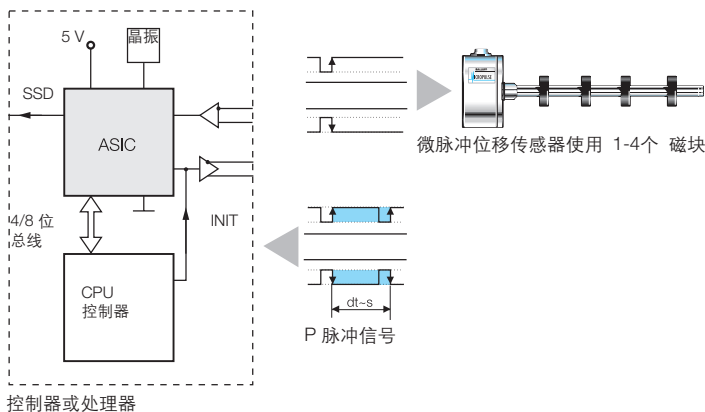 5 V
晶振
SSD
ASIC
4/8 位
总线
INIT
CPU
控制器
控制器或处理器
MICROPULSE
微脉冲位移传感器使用 1-4个 磁块
dt~s
P 脉冲信号